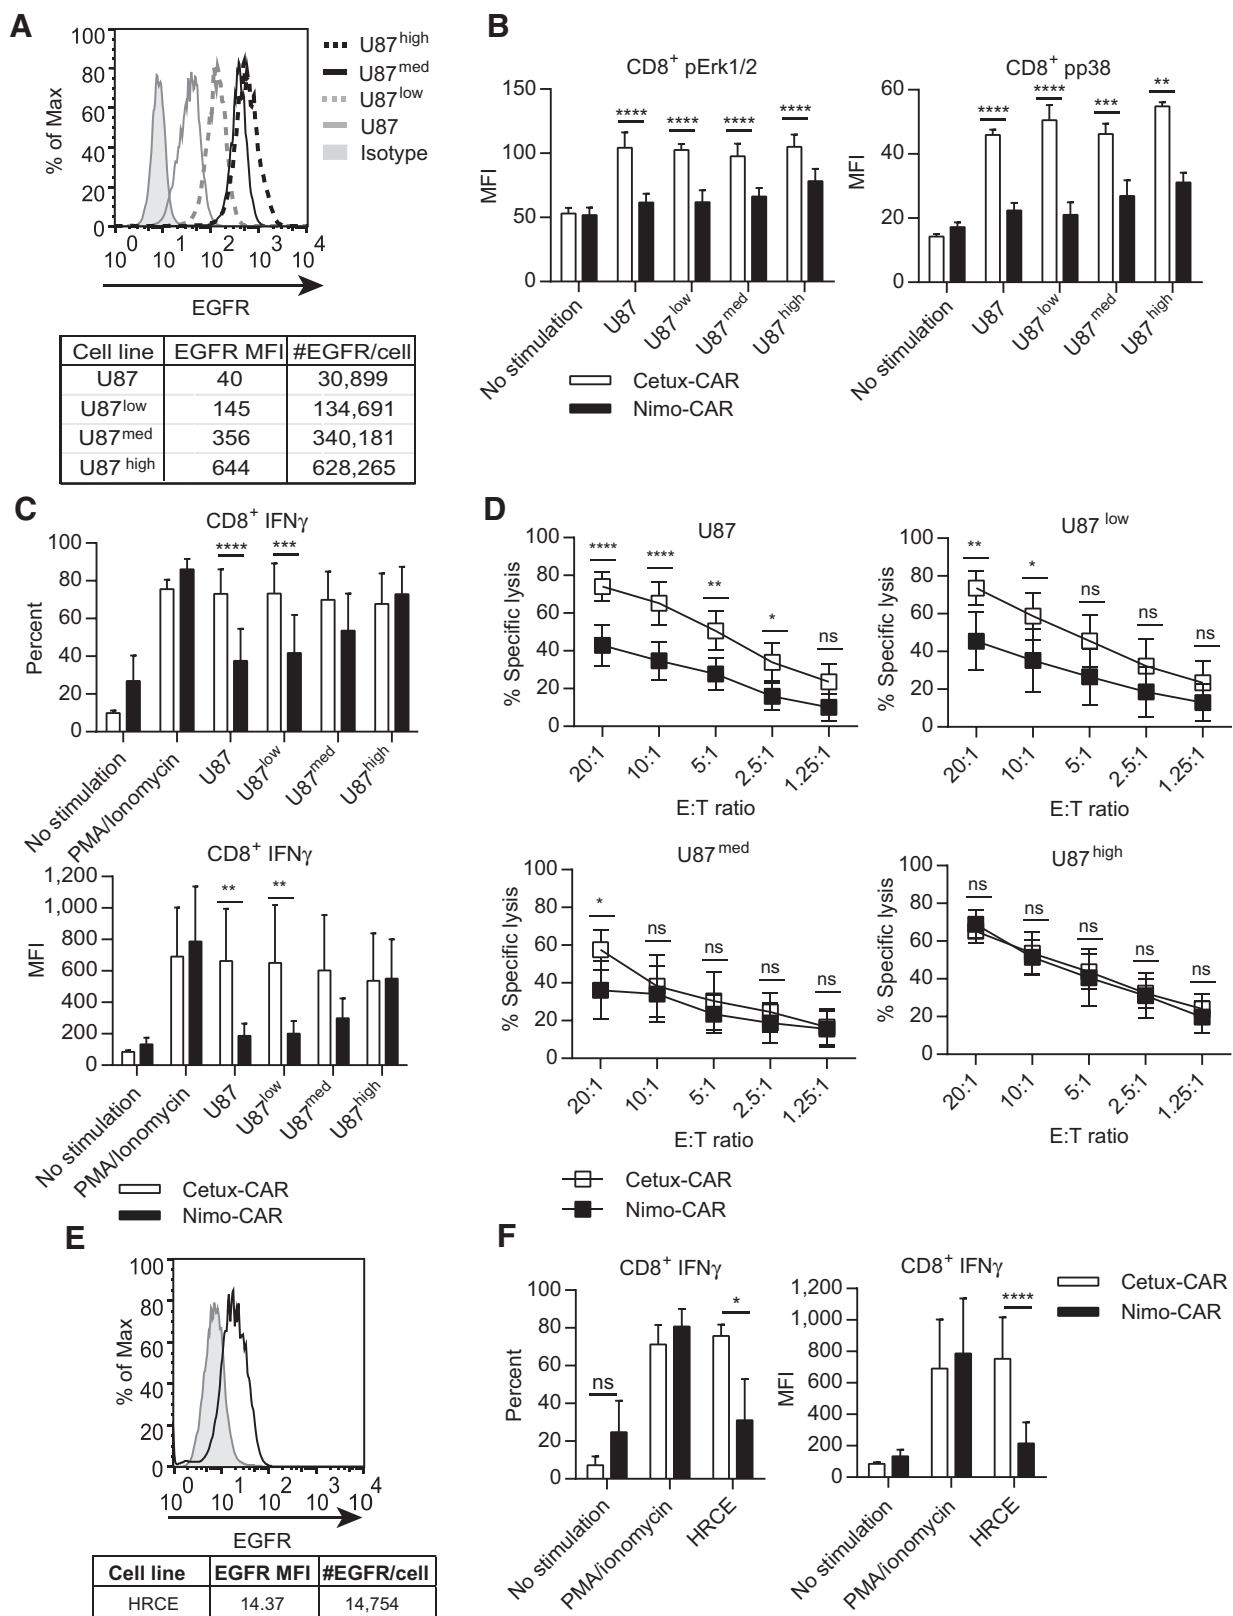 A
% of Max
100
80
60
40
20
0
10^0 10^1 10^2 10^3 10^4
EGFR
U87^high
U87^med
U87^low
U87
Isotype
Cell line EGFR MFI #EGFR/cell
U87 40 30,899
U87^low 145 134,691
U87^med 356 340,181
U87^high 644 628,265
B
CD8+ pErk1/2
MFI
150
100
50
0
**** **** **** ****
No stimulation U87 U87^low U87^med U87^high
CD8+ pp38
MFI
60
40
20
0
**** **** *** **
No stimulation U87 U87^low U87^med U87^high
Cetux-CAR
Nimo-CAR
C
CD8+ IFNγ
Percent
100
80
60
40
20
0
**** ***
No stimulation PMA/Ionomycin U87 U87^low U87^med U87^high
CD8+ IFNγ
MFI
1,200
1,000
800
600
400
200
0
** **
No stimulation PMA/Ionomycin U87 U87^low U87^med U87^high
Cetux-CAR
Nimo-CAR
D
U87
% Specific lysis
100
80
60
40
20
0
**** **** ** * ns
20:1 10:1 5:1 2.5:1 1.25:1
E:T ratio
U87^low
% Specific lysis
100
80
60
40
20
0
** * ns ns ns
20:1 10:1 5:1 2.5:1 1.25:1
E:T ratio
U87^med
% Specific lysis
100
80
60
40
20
0
* ns ns ns ns
20:1 10:1 5:1 2.5:1 1.25:1
E:T ratio
U87^high
% Specific lysis
100
80
60
40
20
0
ns ns ns ns ns
20:1 10:1 5:1 2.5:1 1.25:1
E:T ratio
Cetux-CAR
Nimo-CAR
E
% of Max
100
80
60
40
20
0
10^0 10^1 10^2 10^3 10^4
EGFR
Cell line EGFR MFI #EGFR/cell
HRCE 14.37 14,754
F
CD8+ IFNγ
Percent
100
80
60
40
20
0
ns *
No stimulation PMA/ionomycin HRCE
CD8+ IFNγ
MFI
1,200
1,000
800
600
400
200
0
****
No stimulation PMA/ionomycin HRCE
Cetux-CAR
Nimo-CAR